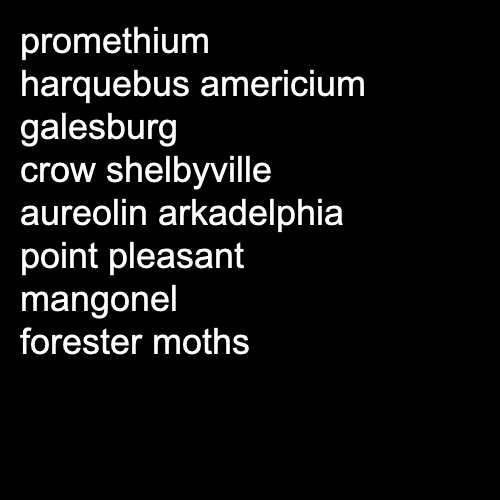 promethium
harquebus americium
galesburg
crow shelbyville
aureolin arkadelphia
point pleasant
mangonel
forester moths